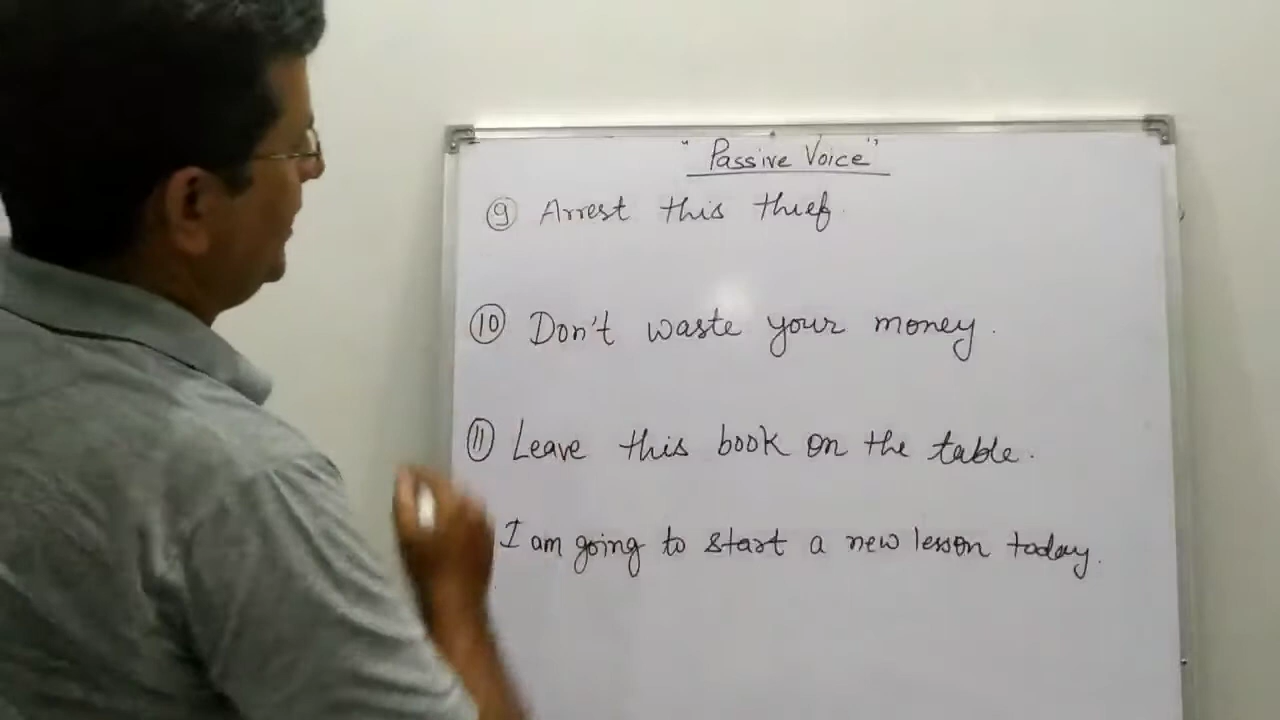 "Passive Voice"
9 Arrest this thief.
10 Don't waste your money.
11 Leave this book on the table.
I am going to start a new lesson today.